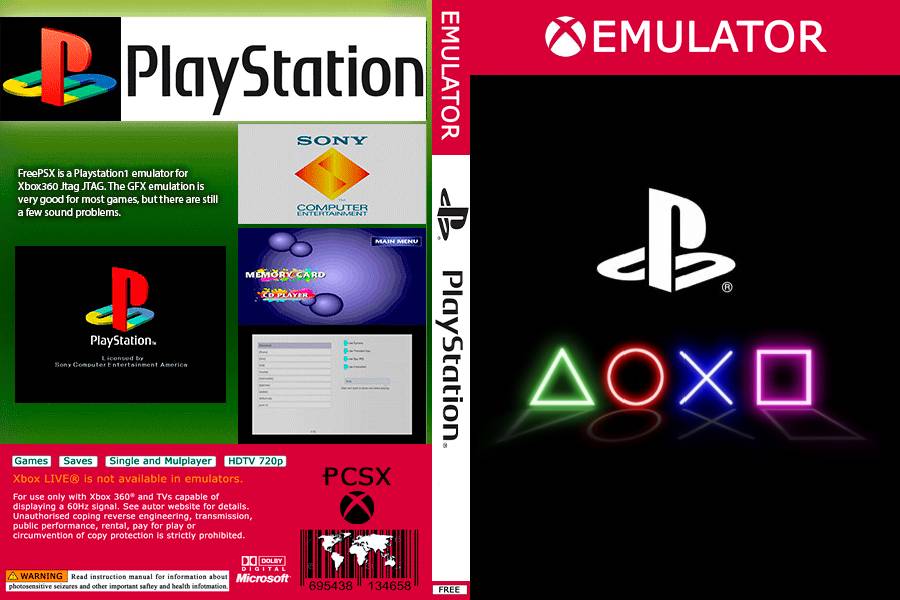 PlayStation
FreePSX is a Playstation1 emulator for
Xbox360 Jtag JTAG. The GFX emulation is
very good for most games, but there are still
a few sound problems.
SONY
COMPUTER
ENTERTAINMENT
MAIN MENU
MEMORY CARD
CD PLAYER
PlayStation
Licensed by
Sony Computer Entertainment America
Games Saves Single and Mulplayer HDTV 720p
Xbox LIVE® is not available in emulators.
For use only with Xbox 360® and TVs capable of
displaying a 60Hz signal. See autor website for details.
Unauthorised coping reverse engineering, transmission,
public performance, rental, pay for play or
circumvention of copy protection is strictly prohibited.
WARNING Read instruction manual for information about
photosensitive seizures and other important saftey and health infotmation.
DOLBY
DIGITAL
Microsoft
PCSX
695438 134658
EMULATOR
PlayStation®
FREE
EMULATOR
®